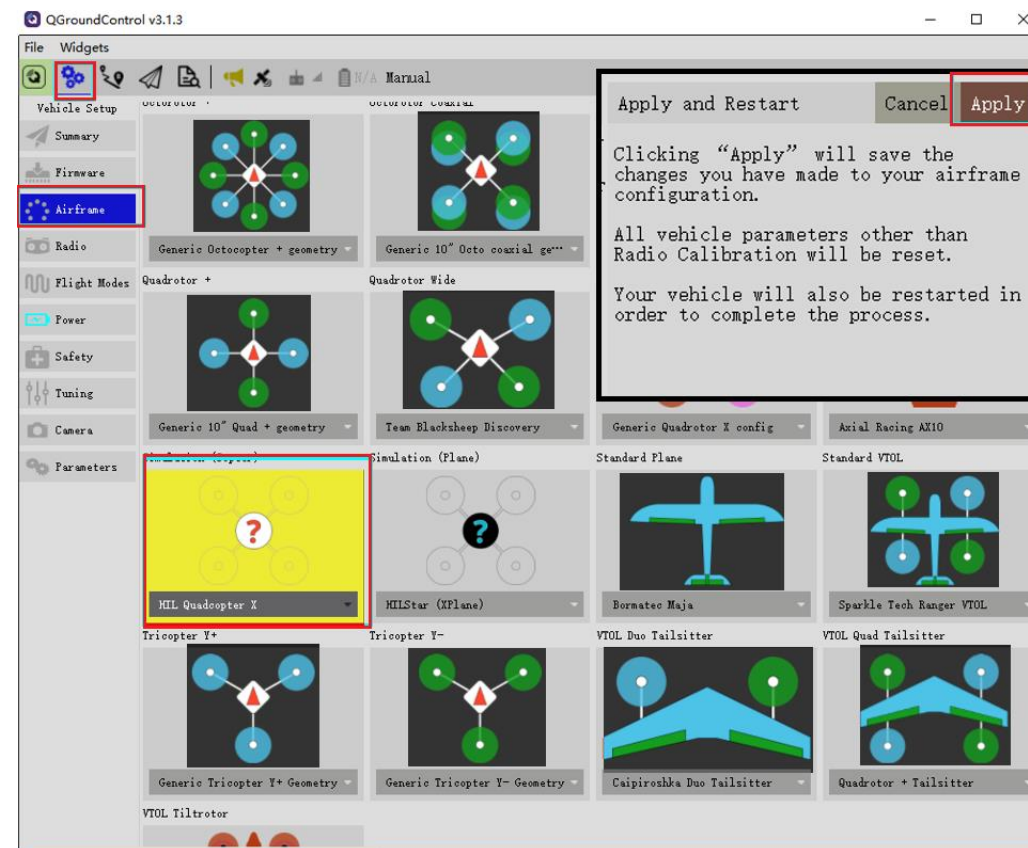 QGroundControl v3.1.3
File Widgets
N/A Manual
Vehicle Setup
Summary
Firmware
Airframe
Radio
Flight Modes
Power
Safety
Tuning
Camera
Parameters
Octorotor + Octorotor Coaxial
Generic Octocopter + geometry Generic 10" Octo coaxial ge···
Apply and Restart Cancel Apply
Clicking “Apply” will save the
changes you have made to your airframe
configuration.
All vehicle parameters other than
Radio Calibration will be reset.
Your vehicle will also be restarted in
order to complete the process.
Quadrotor + Quadrotor Wide
Generic 10" Quad + geometry Team Blacksheep Discovery Generic Quadrotor X config Axial Racing AX10
Simulation (Copter) Simulation (Plane) Standard Plane Standard VTOL
? ?
HIL Quadcopter X HILStar (XPlane) Bormatec Maja Sparkle Tech Ranger VTOL
Tricopter Y+ Tricopter Y- VTOL Duo Tailsitter VTOL Quad Tailsitter
Generic Tricopter Y+ Geometry Generic Tricopter Y- Geometry Caipiroshka Duo Tailsitter Quadrotor + Tailsitter
VTOL Tiltrotor